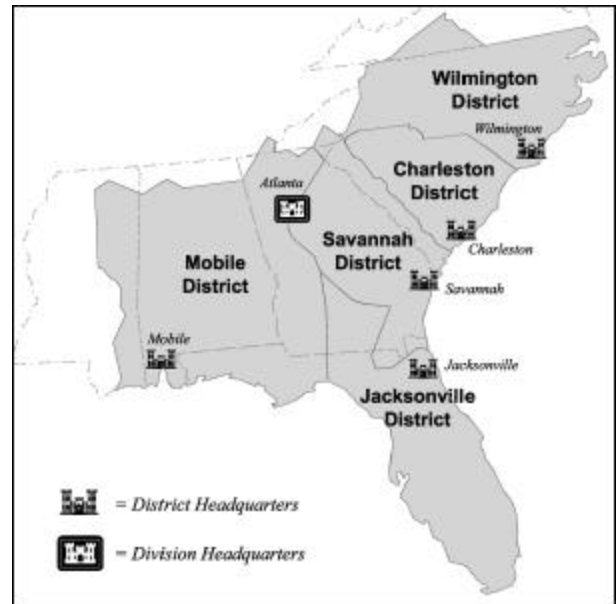 Wilmington
District
Wilmington
Charleston
District
Atlanta
Charleston
Savannah
District
Mobile
District
Savannah
Mobile
Jacksonville
Jacksonville
District
= District Headquarters
= Division Headquarters